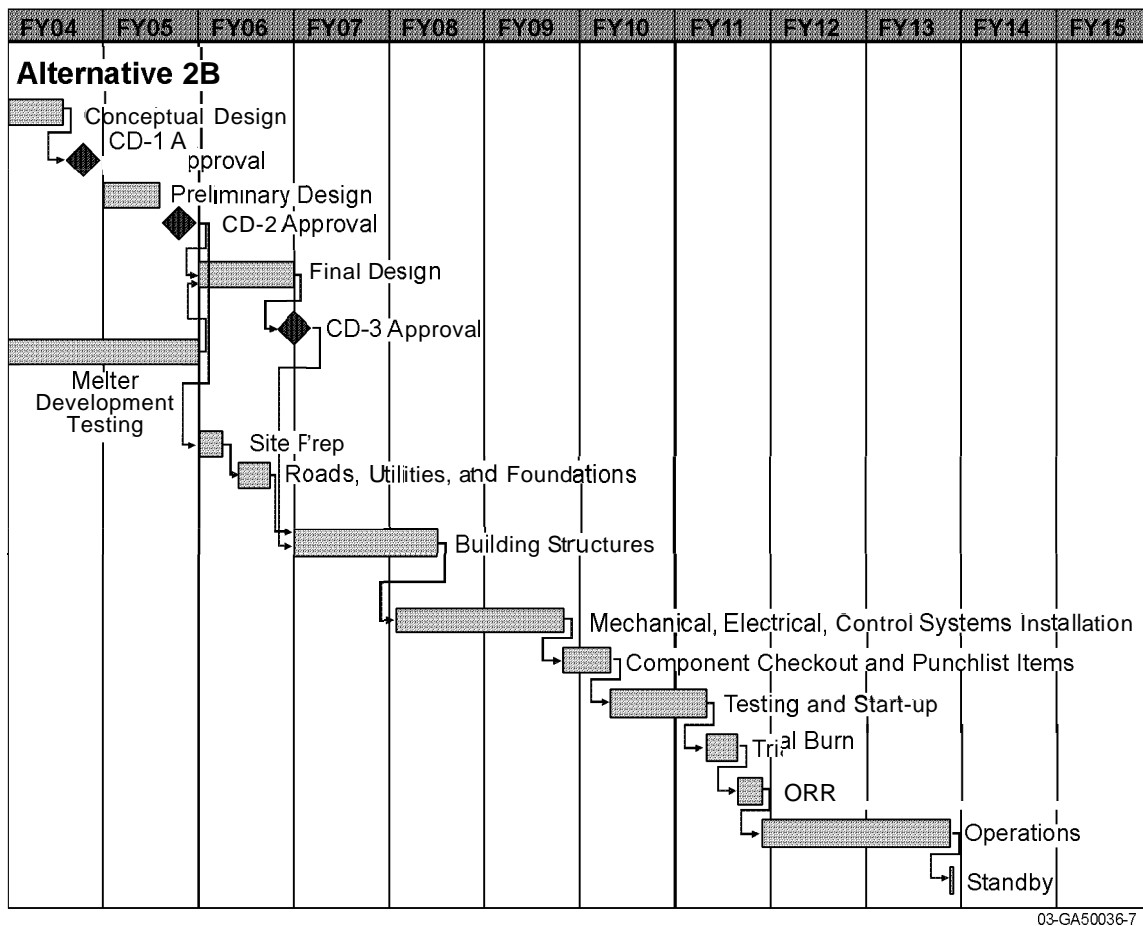 FY04 FY05 FY06 FY07 FY08 FY09 FY10 FY11 FY12 FY13 FY14 FY15
Alternative 2B
Conceptual Design
CD-1 A
pproval
Preliminary Design
CD-2 Approval
Final Design
CD-3 Approval
Melter
Development
Testing
Site Prep
Roads, Utilities, and Foundations
Building Structures
Mechanical, Electrical, Control Systems Installation
Component Checkout and Punchlist Items
Testing and Start-up
Trial Burn
ORR
Operations
Standby
03-GA50036-7